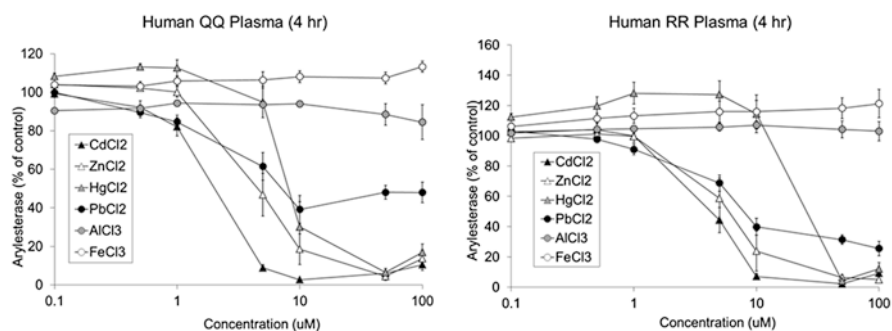 Human QQ Plasma (4 hr)
Arylesterase (% of control)
120
100
80
60
40
20
0
CdCl2
ZnCl2
HgCl2
PbCl2
AlCl3
FeCl3
0.1
1
10
100
Concentration (uM)
Human RR Plasma (4 hr)
Arylesterase (% of control)
160
140
120
100
80
60
40
20
0
CdCl2
ZnCl2
HgCl2
PbCl2
AlCl3
FeCl3
0.1
1
10
100
Concentration (uM)